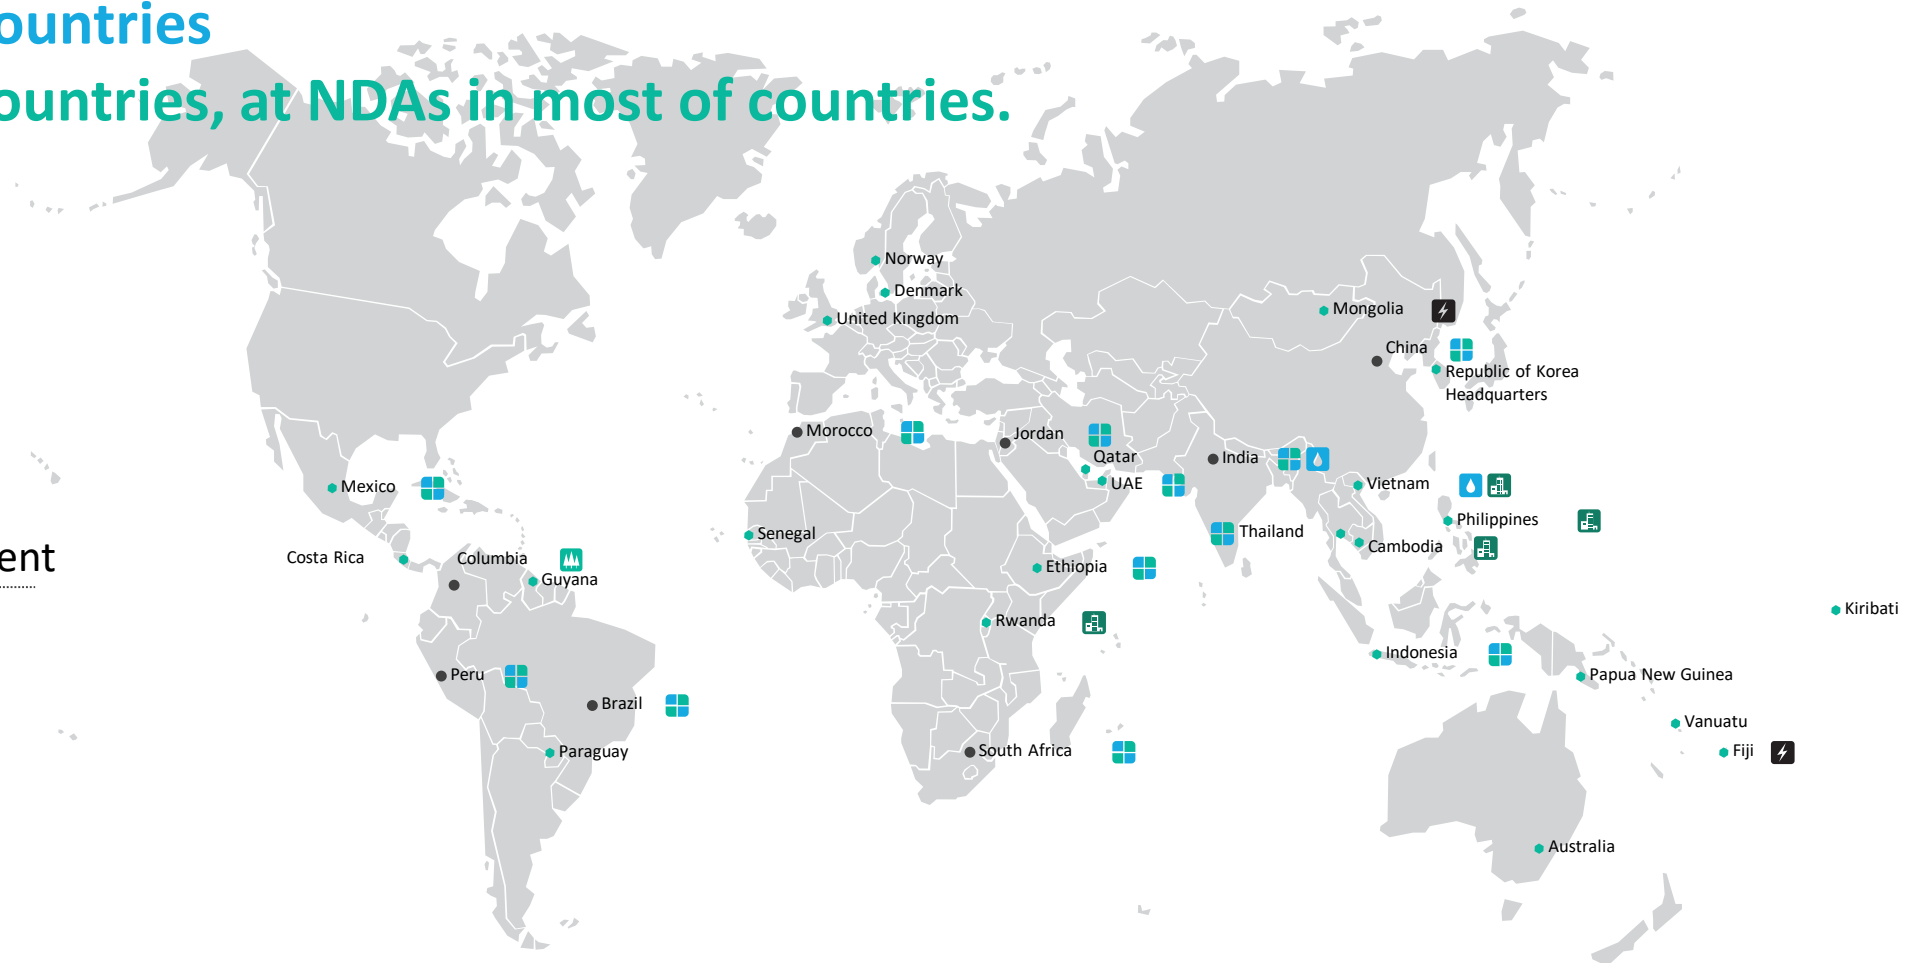 ountries
ountries, at NDAs in most of countries.
Norway
Denmark
United Kingdom
Mongolia
China
Republic of Korea
Headquarters
Morocco
Jordan
Qatar
India
UAE
Vietnam
Mexico
Philippines
Senegal
Thailand
Cambodia
ent
Costa Rica
Columbia
Guyana
Ethiopia
Kiribati
Rwanda
Indonesia
Papua New Guinea
Peru
Brazil
Vanuatu
Paraguay
South Africa
Fiji
Australia